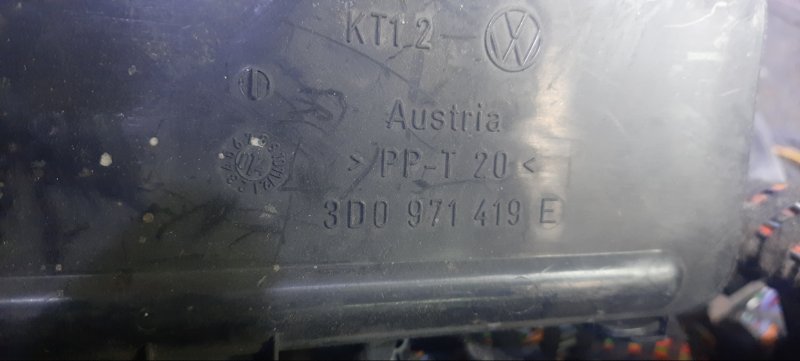 KT1.2
Austria
>PP-T 20<
3D0 971 419 E